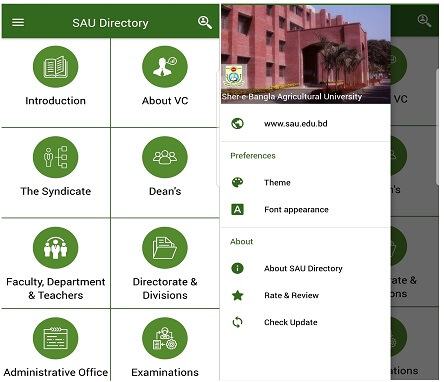 SAU Directory
Introduction
About VC
The Syndicate
Dean's
Faculty, Department
& Teachers
Directorate &
Divisions
Administrative Office
Examinations
Sher-e-Bangla Agricultural University
www.sau.edu.bd
Preferences
Theme
Font appearance
About
About SAU Directory
Rate & Review
Check Update
VC
n's
ate &
ons
ations